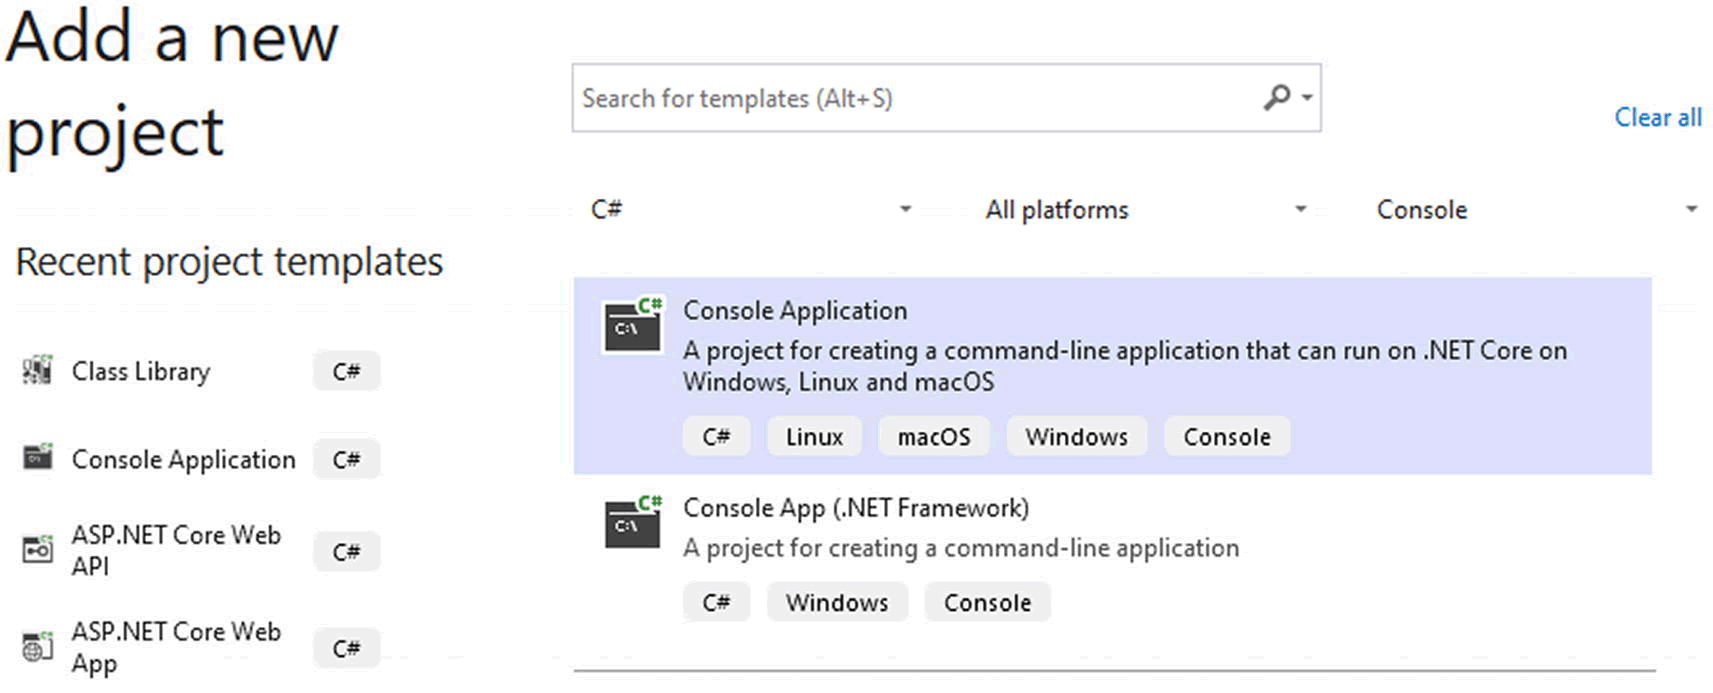 Add a new
project
Search for templates (Alt+S)
Clear all
C#
All platforms
Console
Recent project templates
Class Library
C#
Console Application
C#
ASP.NET Core Web
API
C#
ASP.NET Core Web
App
C#
C#
C:\
Console Application
A project for creating a command-line application that can run on .NET Core on
Windows, Linux and macOS
C#
Linux
macOS
Windows
Console
C#
C:\
Console App (.NET Framework)
A project for creating a command-line application
C#
Windows
Console